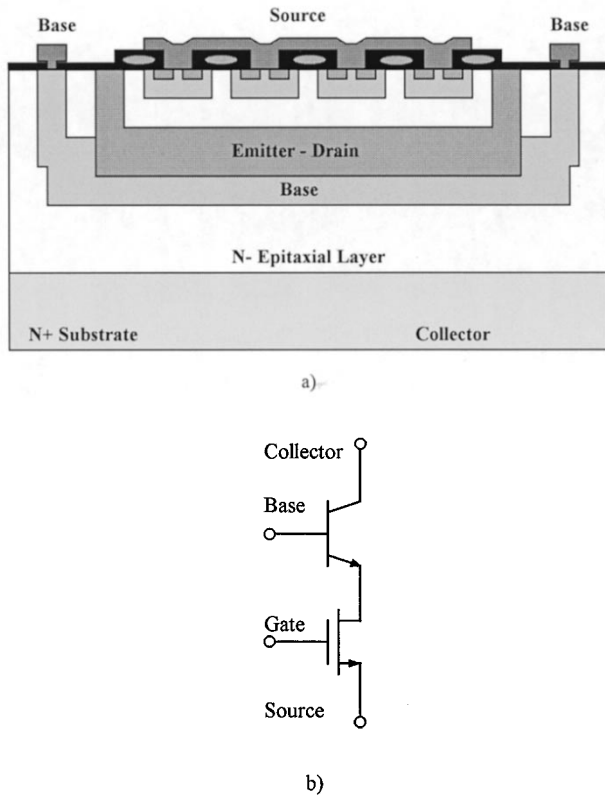 Source
Base
Base
Emitter - Drain
Base
N- Epitaxial Layer
N+ Substrate
Collector
a)
Collector
Base
Gate
Source
b)